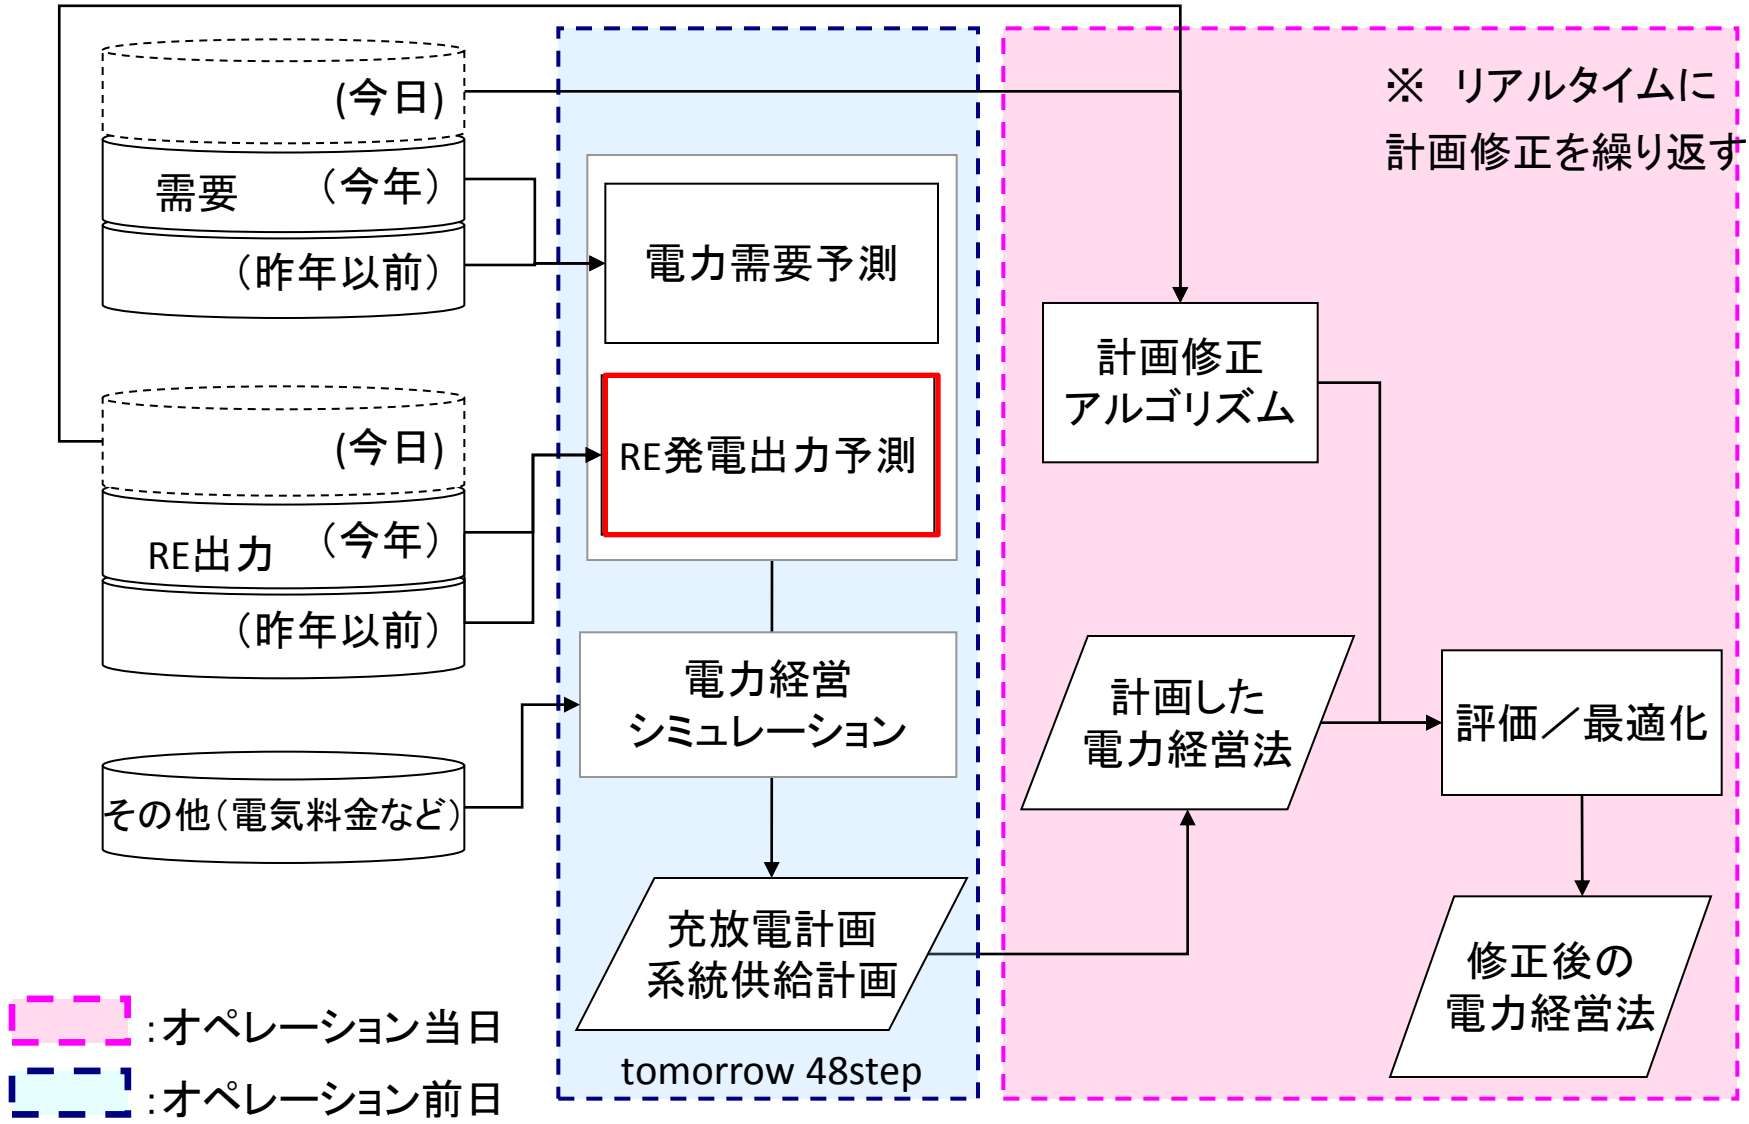 (今日)
需要 （今年）
（昨年以前）
(今日)
RE出力 （今年）
（昨年以前）
その他（電気料金など）
電力需要予測
RE発電出力予測
電力経営
シミュレーション
充放電計画
系統供給計画
tomorrow 48step
※ リアルタイムに
計画修正を繰り返す
計画修正
アルゴリズム
計画した
電力経営法
評価／最適化
修正後の
電力経営法
：オペレーション当日
：オペレーション前日